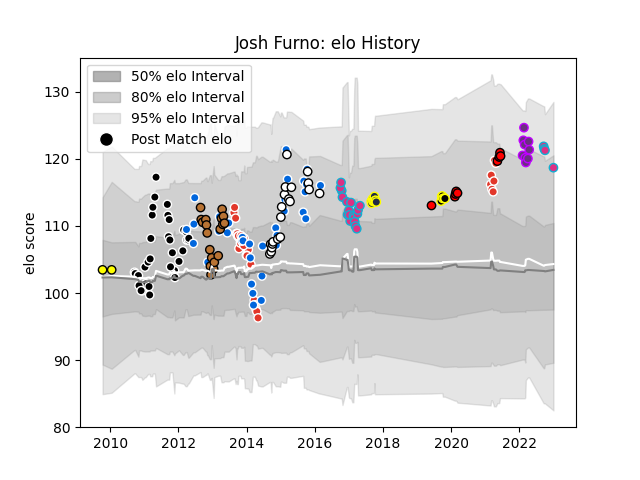 Josh Furno: elo History
50% elo Interval
80% elo Interval
95% elo Interval
Post Match elo
elo score
130
120
110
100
90
80
2010 2012 2014 2016 2018 2020 2022